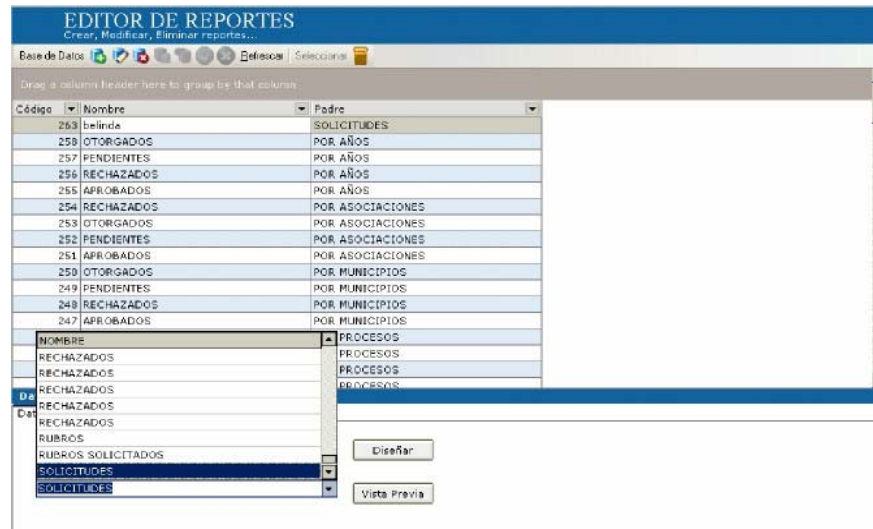 EDITOR DE REPORTES
Crear, Modificar, Eliminar reportes...
Base de Datos Refrescar Seleccionar
Drag a column header here to group by that column
Código Nombre Padre
263 belinda SOLICITUDES
258 OTORGADOS POR AÑOS
257 PENDIENTES POR AÑOS
256 RECHAZADOS POR AÑOS
255 APROBADOS POR AÑOS
254 RECHAZADOS POR ASOCIACIONES
253 OTORGADOS POR ASOCIACIONES
252 PENDIENTES POR ASOCIACIONES
251 APROBADOS POR ASOCIACIONES
250 OTORGADOS POR MUNICIPIOS
249 PENDIENTES POR MUNICIPIOS
248 RECHAZADOS POR MUNICIPIOS
247 APROBADOS POR MUNICIPIOS
NOMBRE PROCESOS
RECHAZADOS PROCESOS
RECHAZADOS PROCESOS
RECHAZADOS PROCESOS
Da
RECHAZADOS
Dat
RECHAZADOS
RUBROS
RUBROS SOLICITADOS Diseñar
SOLICITUDES
SOLICITUDES Vista Previa